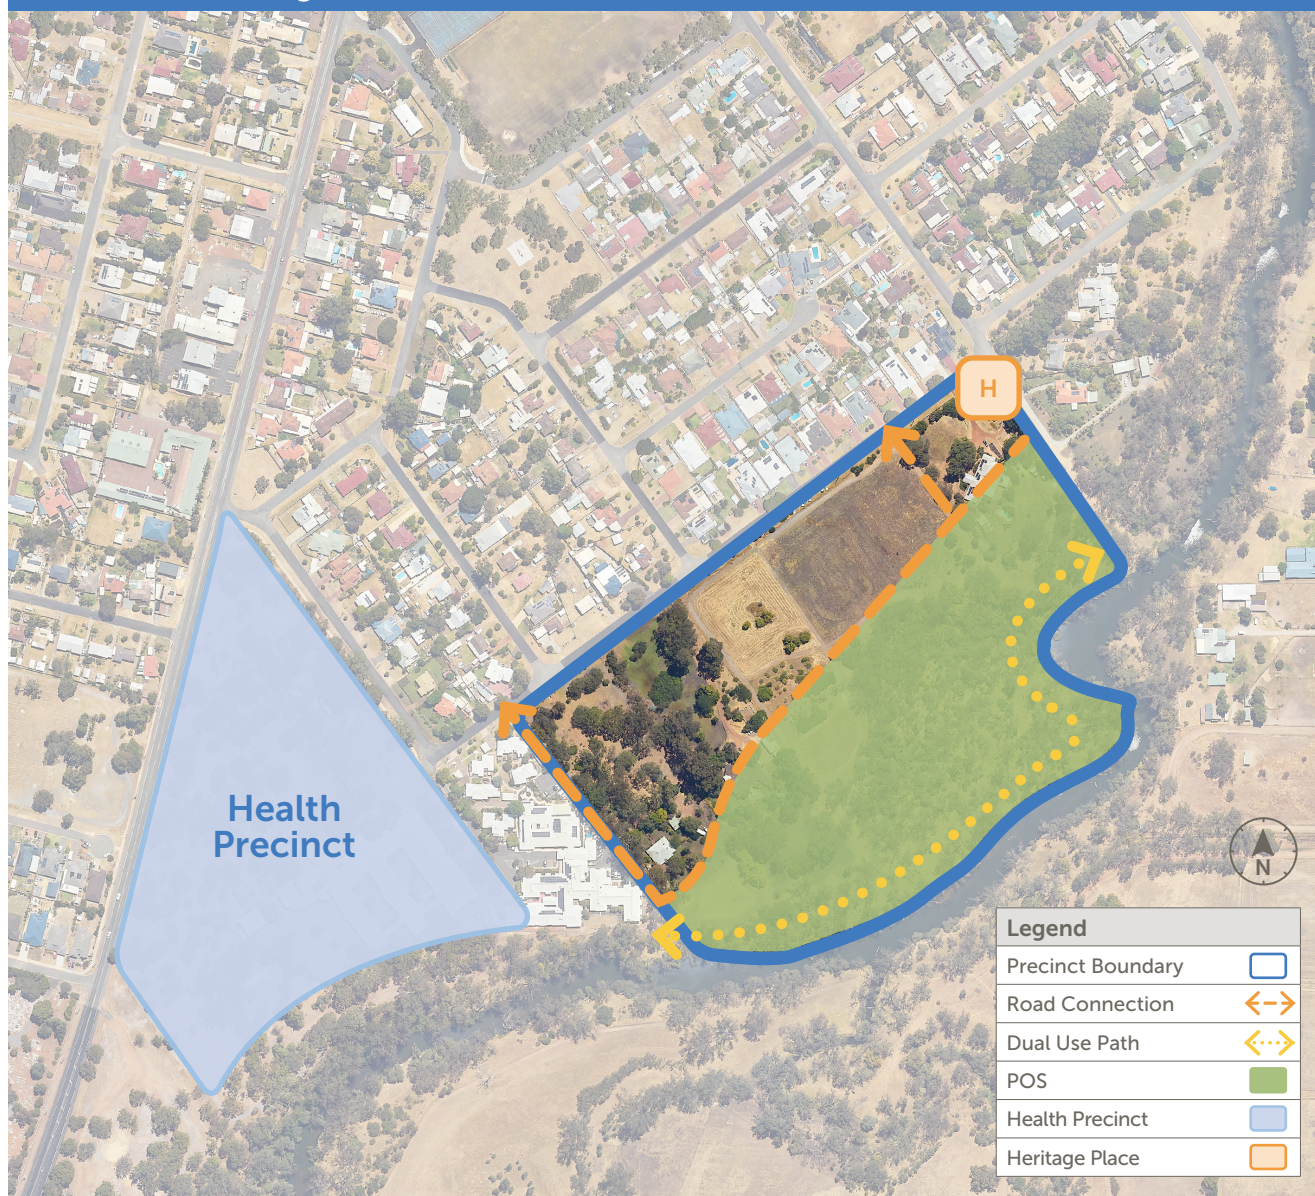 H
Health
Precinct
N
Legend
Precinct Boundary
Road Connection
Dual Use Path
POS
Health Precinct
Heritage Place